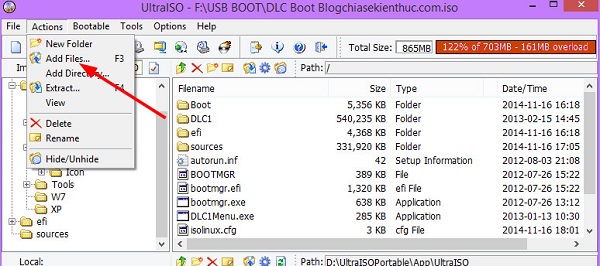 UltraISO - F:\USB BOOT\DLC Boot Blogchiasekienthuc.com.iso
File Actions Bootable Tools Options Help
Total Size: 865MB 122% of 703MB - 161MB overload
New Folder
Add Files... F3
Add Directory...
Extract... F4
View
Delete
Rename
Hide/Unhide
Icon
Tools
W7
XP
efi
sources
Path: /
Filename Size Type Date/Time
Boot 5,356 KB Folder 2014-11-16 16:18
DLC1 540,235 KB Folder 2013-02-15 14:45
efi 4,368 KB Folder 2014-11-16 16:18
sources 331,920 KB Folder 2014-11-16 17:05
autorun.inf 42 Setup Information 2012-08-03 21:08
BOOTMGR 389 KB File 2012-07-26 15:22
bootmgr.efi 1,320 KB efi File 2012-07-26 15:22
bootmgr.exe 638 KB Application 2012-07-26 15:22
DLC1Menu.exe 285 KB Application 2013-01-13 10:30
isolinux.cfg 3 KB cfg File 2014-11-16 17:04
Local: Path: D:\UltraISOPortable\App\UltraISO